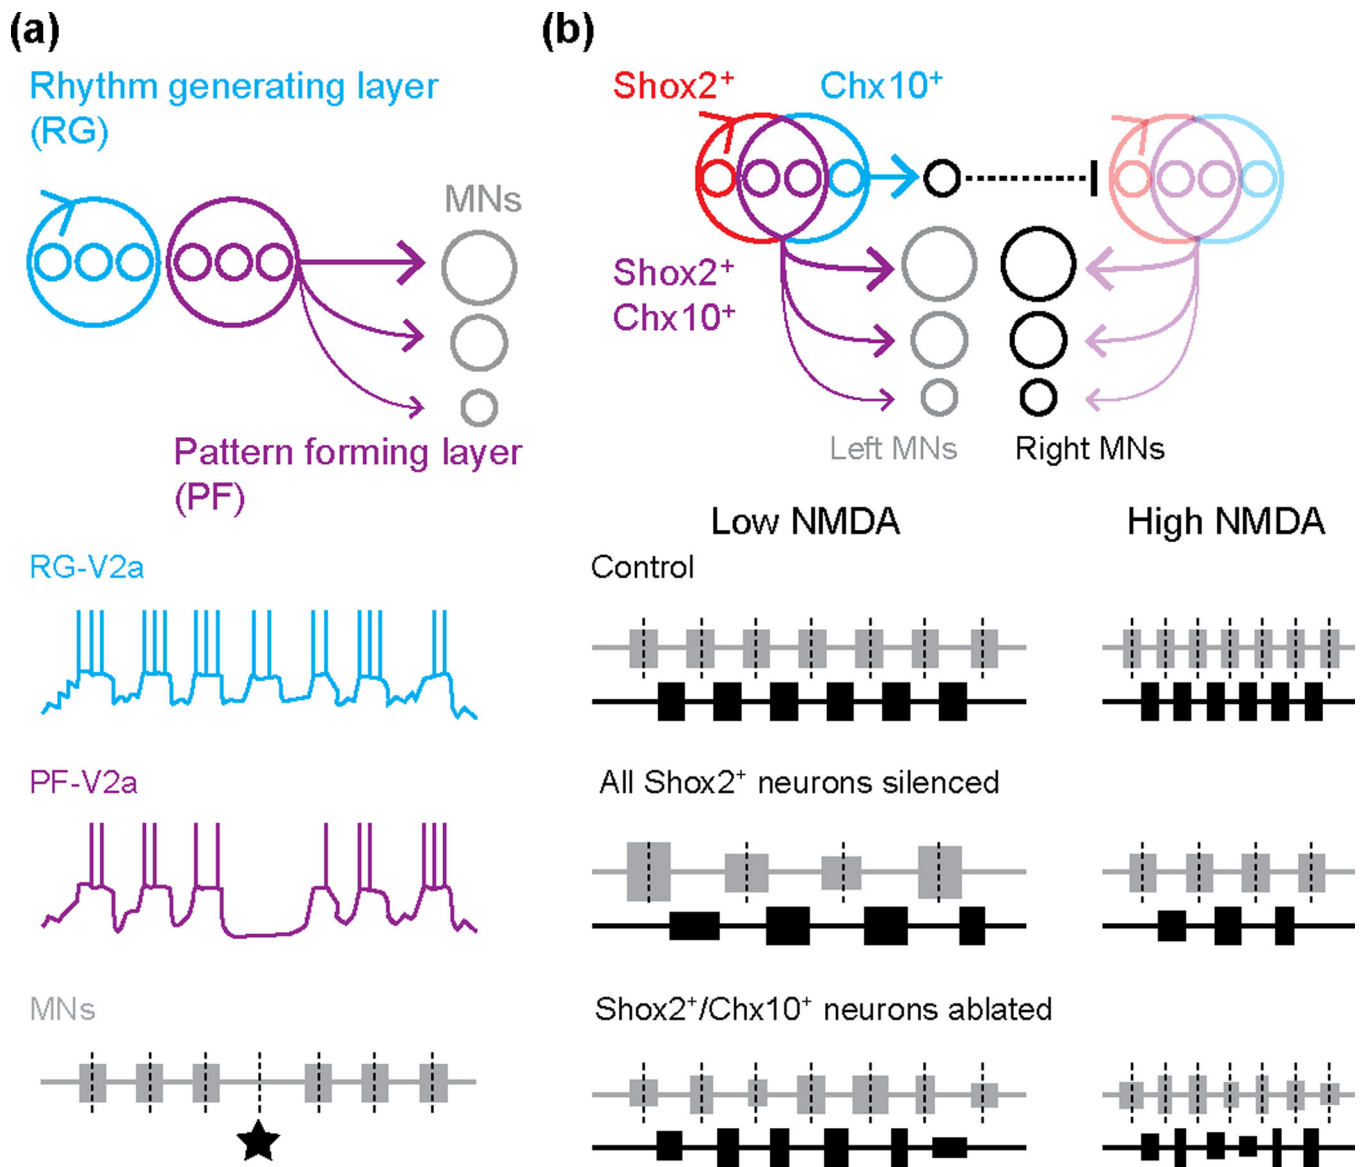 (a)
Rhythm generating layer
(RG)
MNs
Pattern forming layer
(PF)
RG-V2a
PF-V2a
MNs
(b)
Shox2⁺
Chx10⁺
Shox2⁺
Chx10⁺
Left MNs
Right MNs
Low NMDA
High NMDA
Control
All Shox2⁺ neurons silenced
Shox2⁺/Chx10⁺ neurons ablated